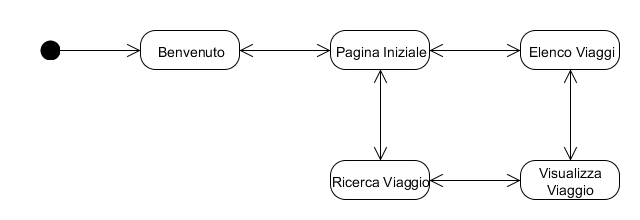 Benvenuto
Pagina Iniziale
Elenco Viaggi
Ricerca Viaggio
Visualizza
Viaggio